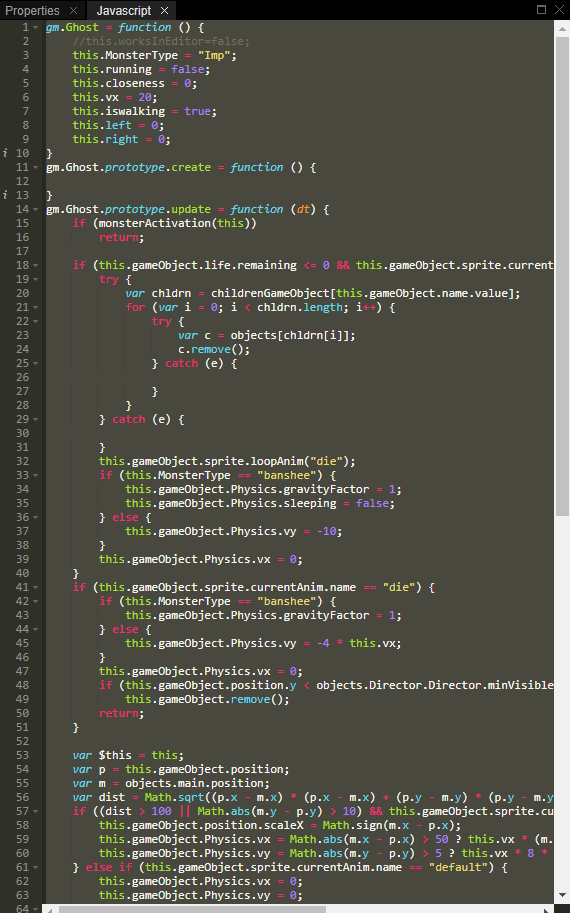 Properties × Javascript ×
1 gm.Ghost = function () {
2 //this.worksInEditor=false;
3 this.MonsterType = "Imp";
4 this.running = false;
5 this.closeness = 0;
6 this.vx = 20;
7 this.iswalking = true;
8 this.left = 0;
9 this.right = 0;
i 10 }
11 gm.Ghost.prototype.create = function () {
12
i 13 }
14 gm.Ghost.prototype.update = function (dt) {
15 if (monsterActivation(this))
16 return;
17
18 if (this.gameObject.life.remaining <= 0 && this.gameObject.sprite.current
19 try {
20 var chldrn = childrenGameObject[this.gameObject.name.value];
21 for (var i = 0; i < chldrn.length; i++) {
22 try {
23 var c = objects[chldrn[i]];
24 c.remove();
25 } catch (e) {
26
27 }
28 }
29 } catch (e) {
30
31 }
32 this.gameObject.sprite.loopAnim("die");
33 if (this.MonsterType == "banshee") {
34 this.gameObject.Physics.gravityFactor = 1;
35 this.gameObject.Physics.sleeping = false;
36 } else {
37 this.gameObject.Physics.vy = -10;
38 }
39 this.gameObject.Physics.vx = 0;
40 }
41 if (this.gameObject.sprite.currentAnim.name == "die") {
42 if (this.MonsterType == "banshee") {
43 this.gameObject.Physics.gravityFactor = 1;
44 } else {
45 this.gameObject.Physics.vy = -4 * this.vx;
46 }
47 this.gameObject.Physics.vx = 0;
48 if (this.gameObject.position.y < objects.Director.Director.minVisible
49 this.gameObject.remove();
50 return;
51 }
52
53 var $this = this;
54 var p = this.gameObject.position;
55 var m = objects.main.position;
56 var dist = Math.sqrt((p.x - m.x) * (p.x - m.x) + (p.y - m.y) * (p.y - m.y
57 if ((dist > 100 || Math.abs(m.y - p.y) > 10) && this.gameObject.sprite.cu
58 this.gameObject.position.scaleX = Math.sign(m.x - p.x);
59 this.gameObject.Physics.vx = Math.abs(m.x - p.x) > 50 ? this.vx * (m.
60 this.gameObject.Physics.vy = Math.abs(m.y - p.y) > 5 ? this.vx * 8 *
61 } else if (this.gameObject.sprite.currentAnim.name == "default") {
62 this.gameObject.Physics.vx = 0;
63 this.gameObject.Physics.vy = 0;
64